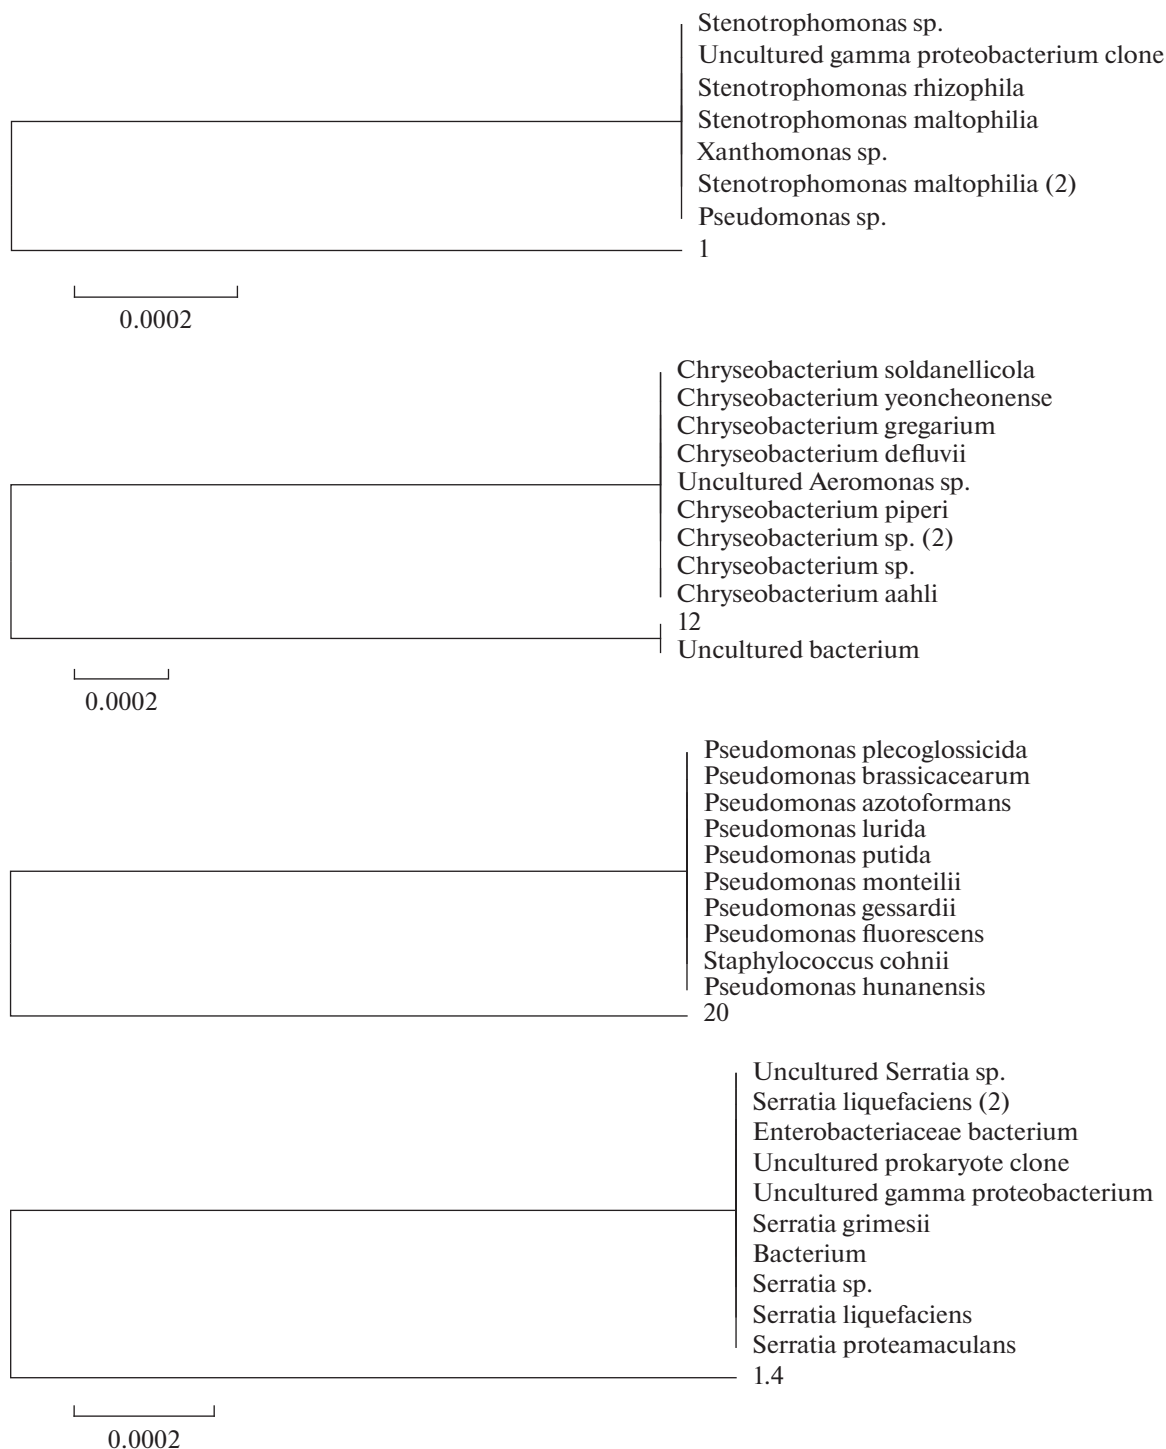 Stenotrophomonas sp.
Uncultured gamma proteobacterium clone
Stenotrophomonas rhizophila
Stenotrophomonas maltophilia
Xanthomonas sp.
Stenotrophomonas maltophilia (2)
Pseudomonas sp.
1
0.0002
Chryseobacterium soldanellicola
Chryseobacterium yeoncheonense
Chryseobacterium gregarium
Chryseobacterium defluvii
Uncultured Aeromonas sp.
Chryseobacterium piperi
Chryseobacterium sp. (2)
Chryseobacterium sp.
Chryseobacterium aahli
12
Uncultured bacterium
0.0002
Pseudomonas plecoglossicida
Pseudomonas brassicacearum
Pseudomonas azotoformans
Pseudomonas lurida
Pseudomonas putida
Pseudomonas monteilii
Pseudomonas gessardii
Pseudomonas fluorescens
Staphylococcus cohnii
Pseudomonas hunanensis
20
Uncultured Serratia sp.
Serratia liquefaciens (2)
Enterobacteriaceae bacterium
Uncultured prokaryote clone
Uncultured gamma proteobacterium
Serratia grimesii
Bacterium
Serratia sp.
Serratia liquefaciens
Serratia proteamaculans
1.4
0.0002